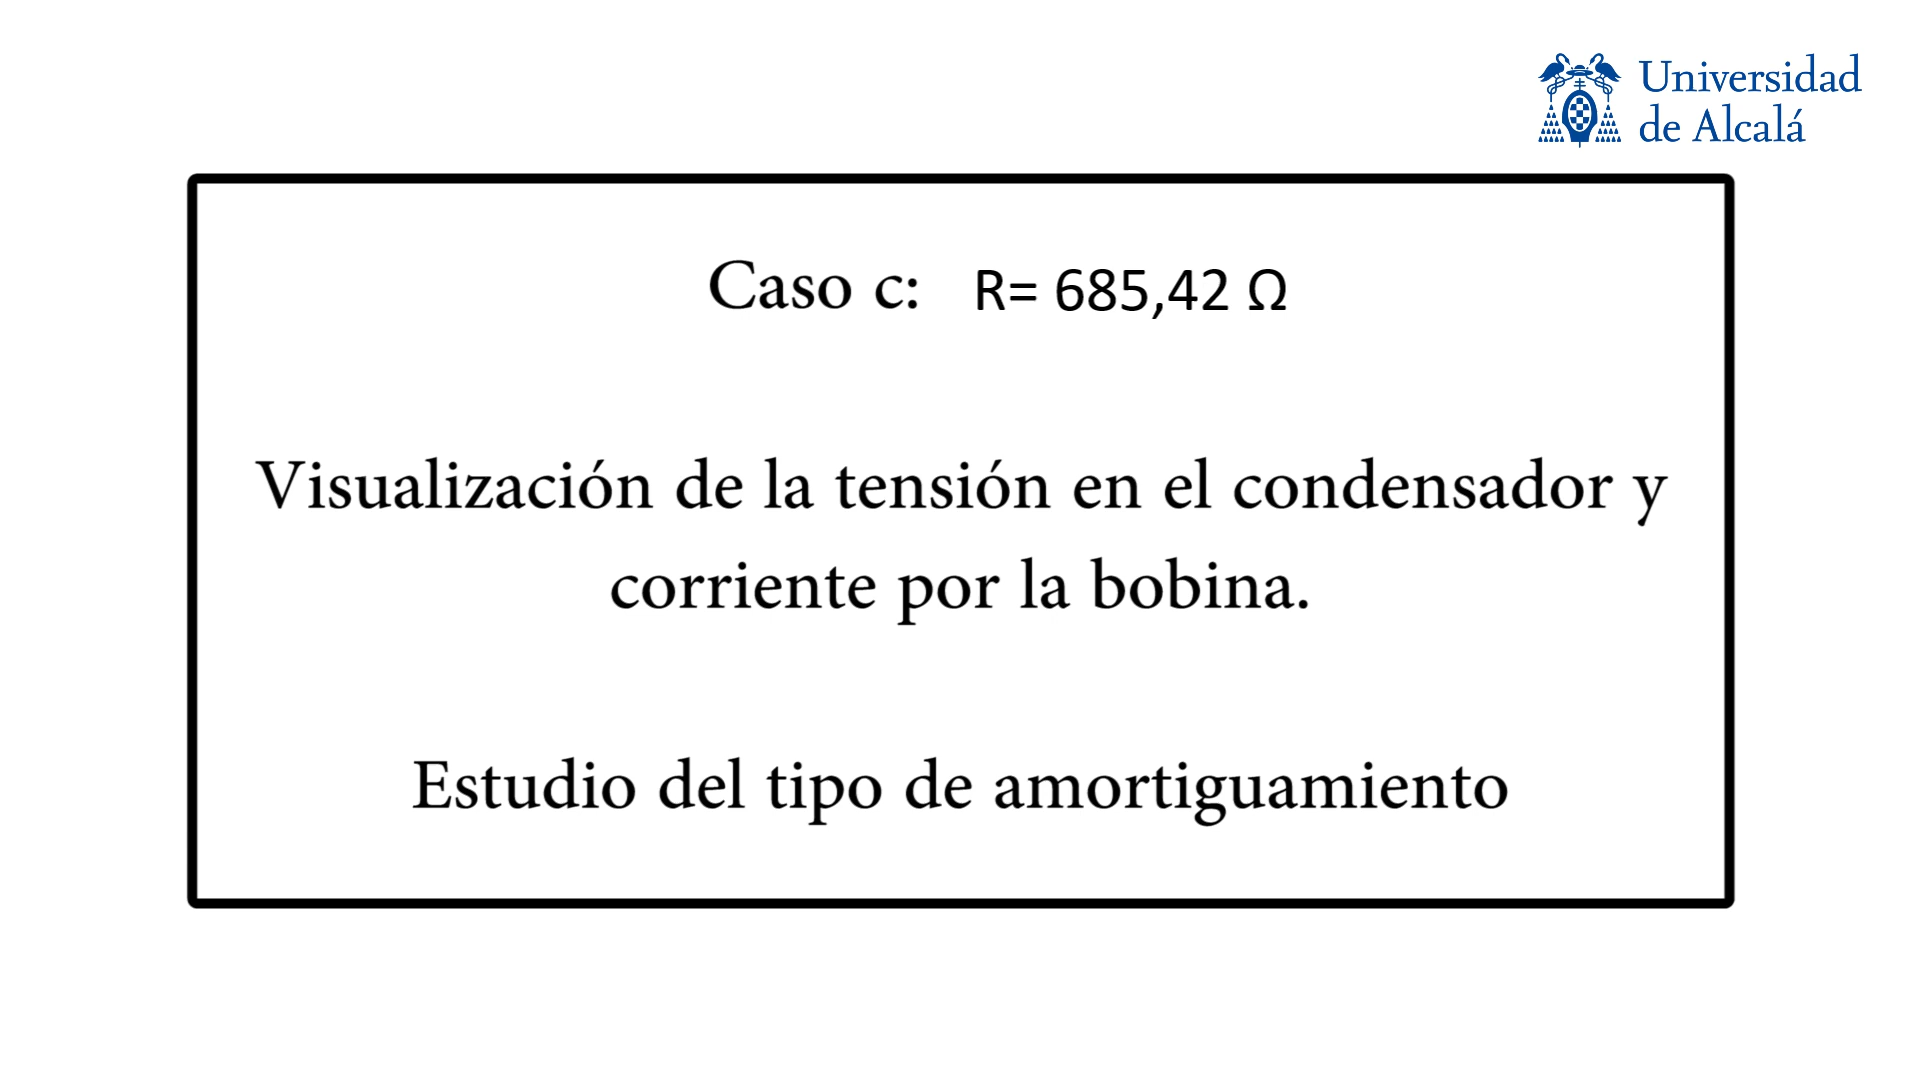 Universidad
de Alcalá
Caso c: R= 685,42 Ω
Visualización de la tensión en el condensador y
corriente por la bobina.
Estudio del tipo de amortiguamiento